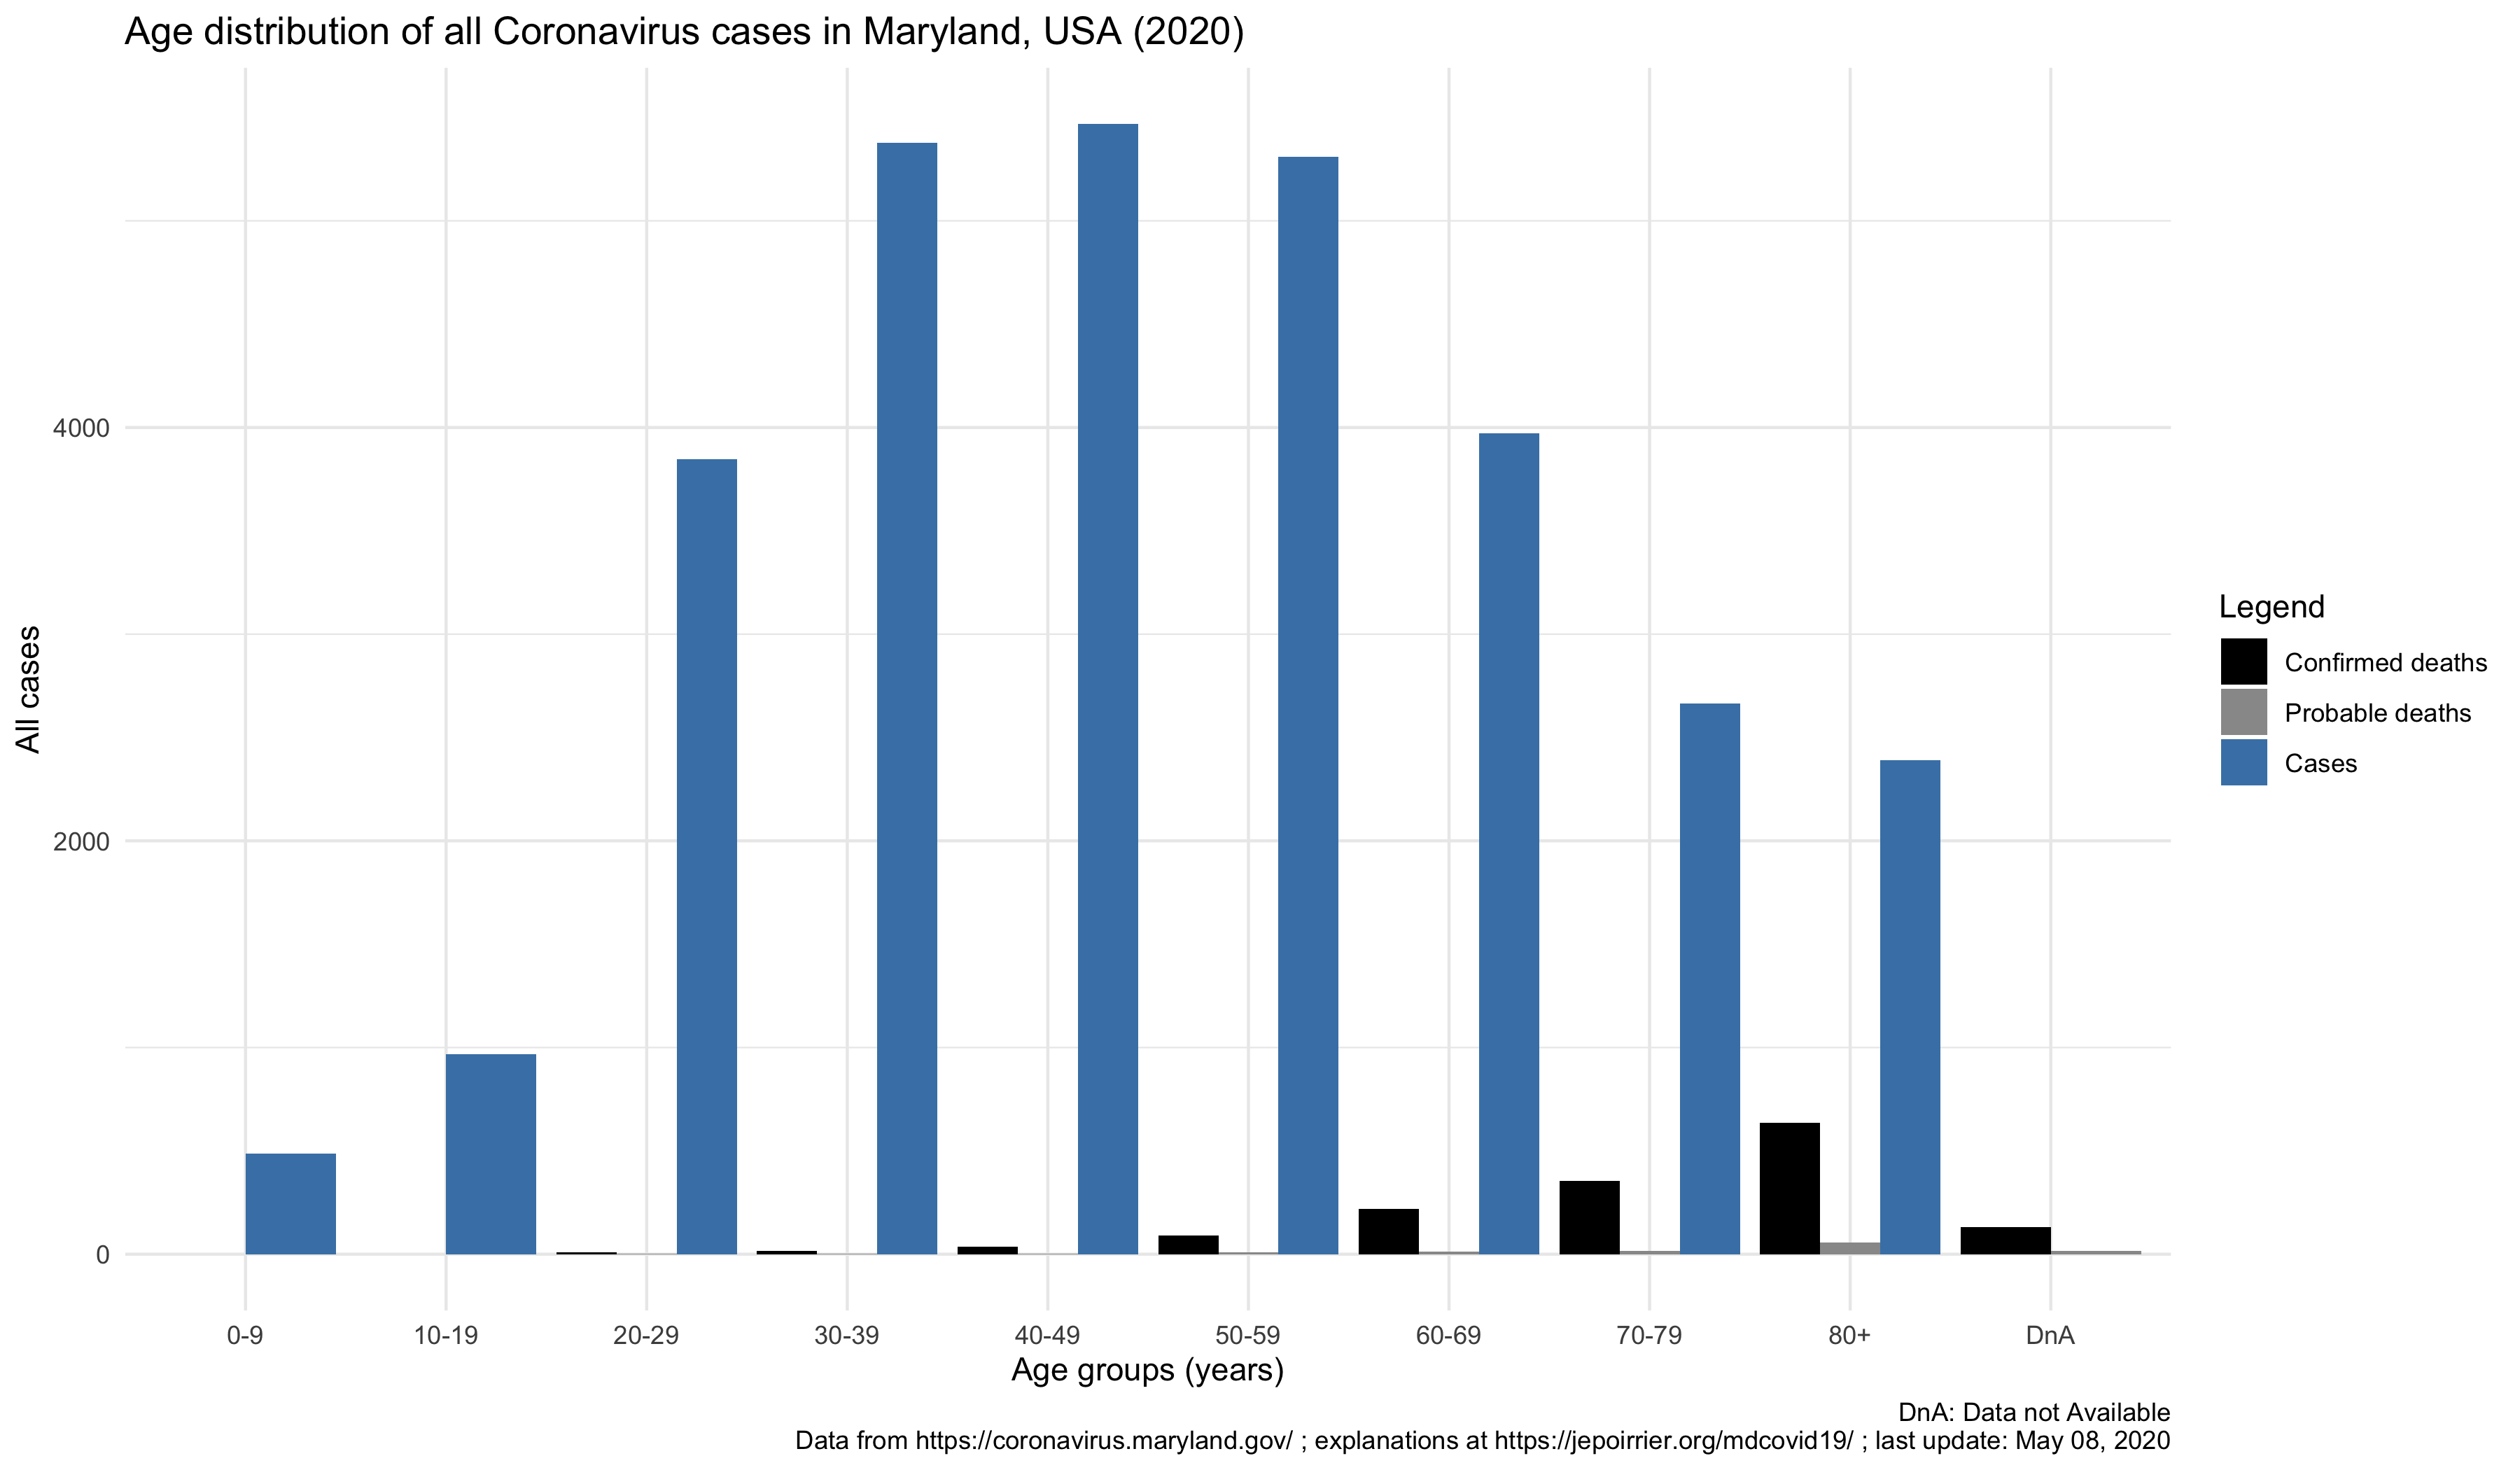 Age distribution of all Coronavirus cases in Maryland, USA (2020)
All cases
4000
2000
0
0-9
10-19
20-29
30-39
40-49
50-59
60-69
70-79
80+
DnA
Age groups (years)
Legend
Confirmed deaths
Probable deaths
Cases
DnA: Data not Available
Data from https://coronavirus.maryland.gov/ ; explanations at https://jepoirrier.org/mdcovid19/ ; last update: May 08, 2020